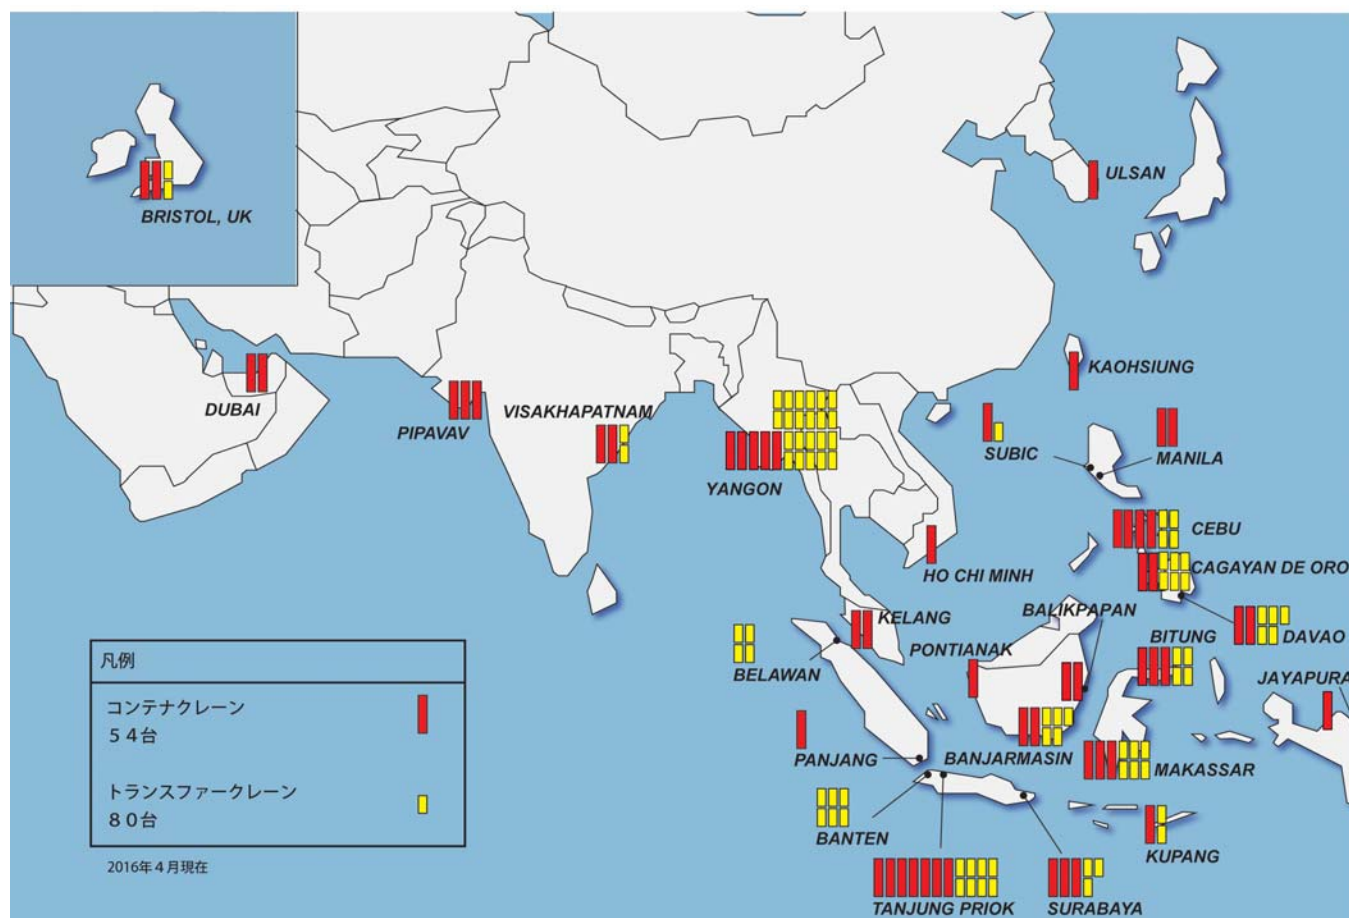 ULSAN
BRISTOL, UK
KAOHSIUNG
DUBAI
PIPAVAV
VISAKHAPATNAM
SUBIC
MANILA
YANGON
CEBU
HO CHI MINH
CAGAYAN DE ORO
BALIKPAPAN
KELANG
PONTIANAK
BITUNG
DAVAO
BELAWAN
JAYAPURA
凡例
コンテナクレーン
５４台
PANJANG
BANJARMASIN
MAKASSAR
トランスファークレーン
８０台
BANTEN
KUPANG
2016年４月現在
TANJUNG PRIOK
SURABAYA